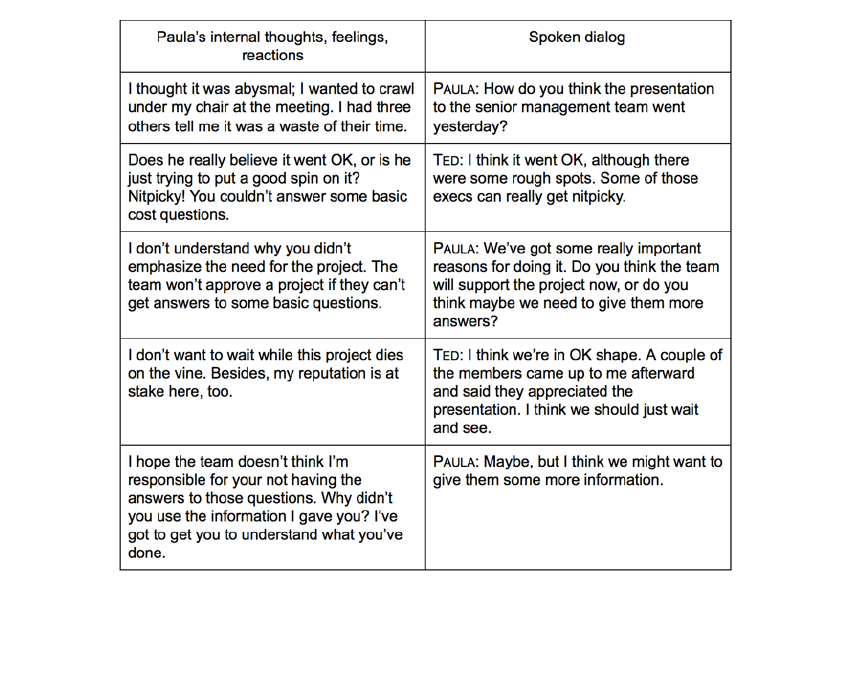 Paula's internal thoughts, feelings,
reactions
Spoken dialog
I thought it was abysmal; I wanted to crawl
under my chair at the meeting. I had three
others tell me it was a waste of their time.
PAULA: How do you think the presentation
to the senior management team went
yesterday?
Does he really believe it went OK, or is he
just trying to put a good spin on it?
Nitpicky! You couldn't answer some basic
cost questions.
TED: I think it went OK, although there
were some rough spots. Some of those
execs can really get nitpicky.
I don't understand why you didn't
emphasize the need for the project. The
team won't approve a project if they can't
get answers to some basic questions.
PAULA: We've got some really important
reasons for doing it. Do you think the team
will support the project now, or do you
think maybe we need to give them more
answers?
I don't want to wait while this project dies
on the vine. Besides, my reputation is at
stake here, too.
TED: I think we're in OK shape. A couple of
the members came up to me afterward
and said they appreciated the
presentation. I think we should just wait
and see.
I hope the team doesn't think I'm
responsible for your not having the
answers to those questions. Why didn't
you use the information I gave you? I've
got to get you to understand what you've
done.
PAULA: Maybe, but I think we might want to
give them some more information.